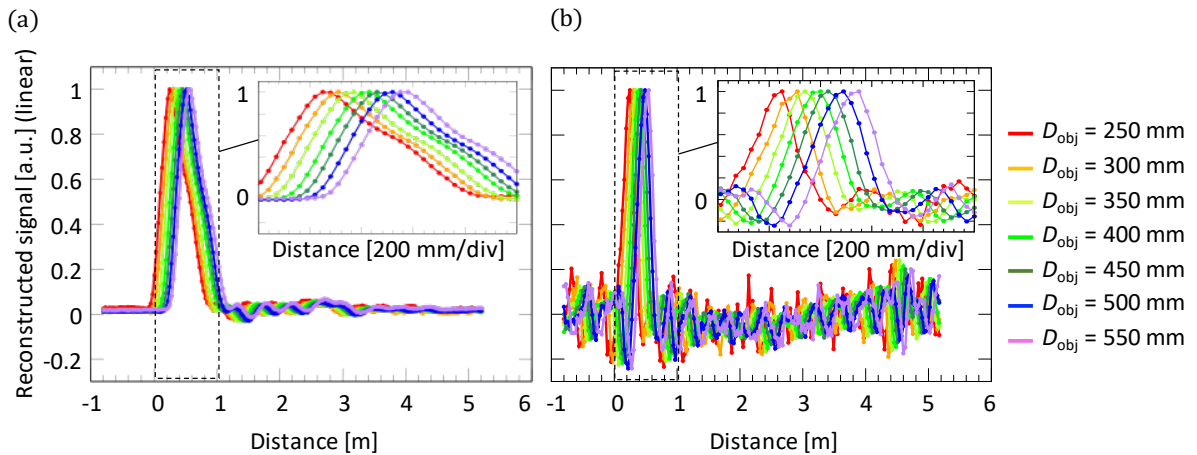 (a)
(b)
Reconstructed signal [a.u.] (linear)
1
0.8
0.6
0.4
0.2
0
-0.2
-1 0 1 2 3 4 5 6
Distance [m]
1
0
Distance [200 mm/div]
-1 0 1 2 3 4 5 6
Distance [m]
1
0
Distance [200 mm/div]
Dobj = 250 mm
Dobj = 300 mm
Dobj = 350 mm
Dobj = 400 mm
Dobj = 450 mm
Dobj = 500 mm
Dobj = 550 mm